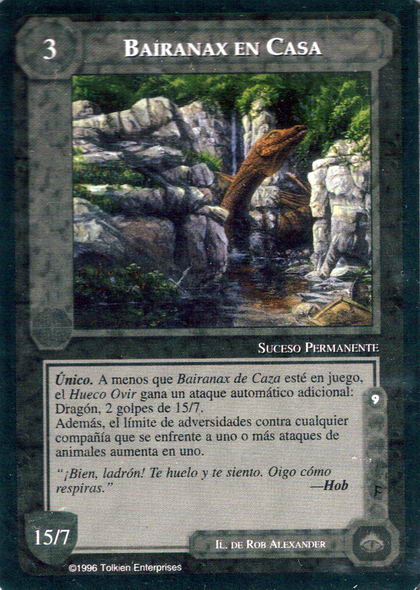 3
BAIRANAX EN CASA
SUCESO PERMANENTE
Único. A menos que Bairanax de Caza esté en juego,
el Hueco Ovir gana un ataque automático adicional:
Dragón, 2 golpes de 15/7.
Además, el límite de adversidades contra cualquier
compañía que se enfrente a uno o más ataques de
animales aumenta en uno.
9
“¡Bien, ladrón! Te huelo y te siento. Oigo cómo
respiras.” —Hob
F
15/7
IL. DE ROB ALEXANDER
©1996 Tolkien Enterprises